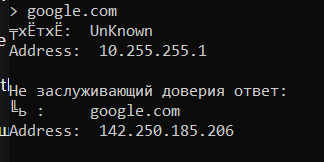 > google.com
╤хЁтхЁ:  UnKnown
Address:  10.255.255.1

Не заслуживающий доверия ответ:
╚ь :     google.com
Address:  142.250.185.206